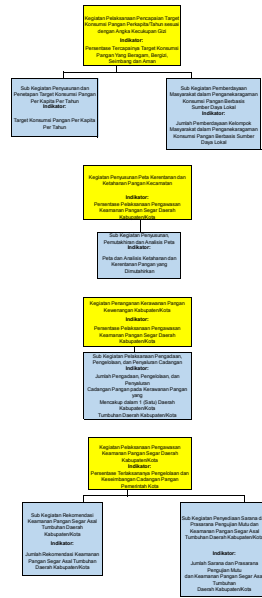 Kegiatan Pelaksanaan Pencapaian Target
Konsumsi Pangan Perkapita/Tahun sesuai
dengan Angka Kecukupan Gizi
Indikator:
Persentase Tercapainya Target Konsumsi
Pangan Yang Beragam, Bergizi,
Seimbang dan Aman
Sub Kegiatan Penyusunan dan
Penetapan Target Konsumsi Pangan
Per Kapita Per Tahun
Indikator:
Target Konsumsi Pangan Per Kapita
Per Tahun
Sub Kegiatan Pemberdayaan
Masyarakat dalam Penganekaragaman
Konsumsi Pangan Berbasis
Sumber Daya Lokal
Indikator:
Jumlah Pemberdayaan Kelompok
Masyarakat dalam Penganekaragaman
Konsumsi Pangan Berbasis Sumber
Daya Lokal
Kegiatan Penyusunan Peta Kerentanan dan
Ketahanan Pangan Kecamatan
Indikator:
Persentase Pelaksanaan Pengawasan
Keamanan Pangan Segar Daerah
Kabupaten/Kota
Sub Kegiatan Penyusunan,
Pemutakhiran dan Analisis Peta
Indikator:
Peta dan Analisis Ketahanan dan
Kerentanan Pangan yang
Dimutakhirkan
Kegiatan Penanganan Kerawanan Pangan
Kewenangan Kabupaten/Kota
Indikator:
Persentase Pelaksanaan Pengawasan
Keamanan Pangan Segar Daerah
Kabupaten/Kota
Sub Kegiatan Pelaksanaan Pengadaan,
Pengelolaan, dan Penyaluran Cadangan
Indikator:
Jumlah Pengadaan, Pengelolaan, dan
Penyaluran
Cadangan Pangan pada Kerawanan Pangan
yang
Mencakup dalam 1 (Satu) Daerah
Kabupaten/Kota
Tumbuhan Daerah Kabupaten/Kota
Kegiatan Pelaksanaan Pengawasan
Keamanan Pangan Segar Daerah
Kabupaten/Kota
Indikator:
Persentase Terlaksananya Pengelolaan dan
Keseimbangan Cadangan Pangan
Pemerintah Kota
Sub Kegiatan Rekomendasi
Keamanan Pangan Segar Asal
Tumbuhan Daerah
Kabupaten/Kota
Indikator:
Jumlah Rekomendasi Keamanan
Pangan Segar Asal Tumbuhan
Daerah Kabupaten/Kota
Sub Kegiatan Penyediaan Sarana d
Prasarana Pengujian Mutu dan
Keamanan Pangan Segar Asal
Tumbuhan Daerah Kabupaten/Kota
Indikator:
Jumlah Sarana dan Prasarana
Pengujian Mutu
dan Keamanan Pangan Segar Asal
Tumbuhan
Daerah Kabupaten/Kota